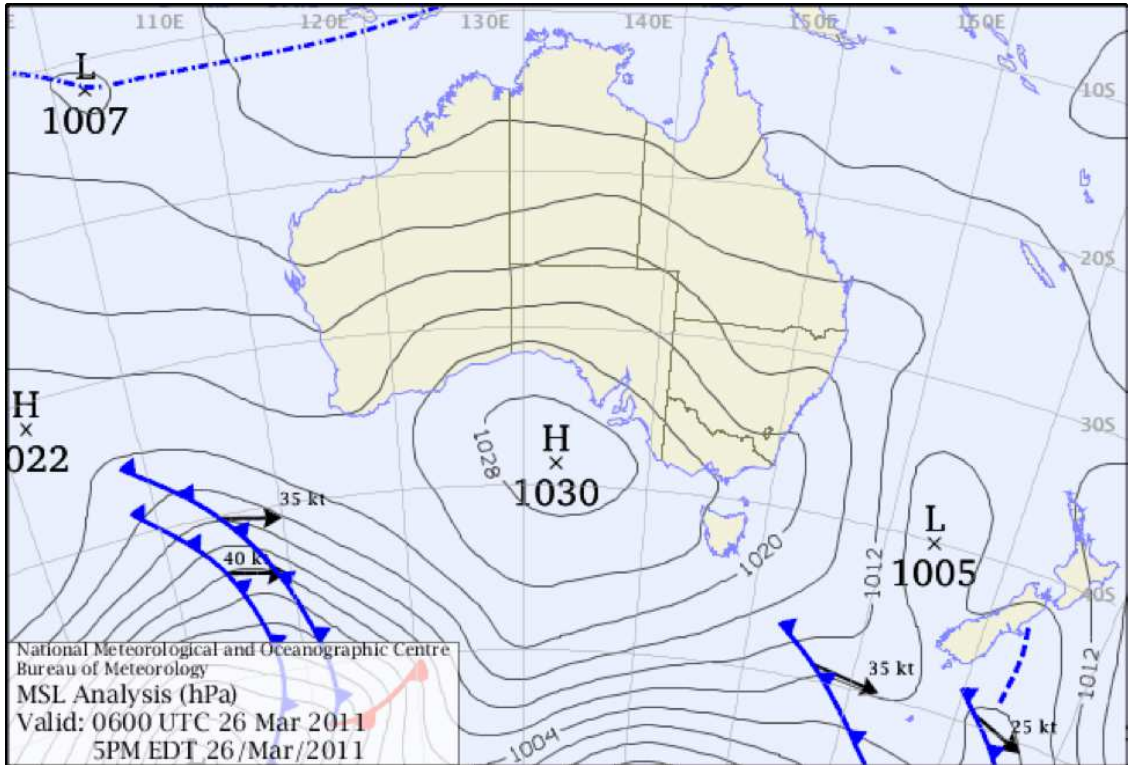 E 110E 120E 130E 140E 150E 160E
L
1007
10S
20S
H
1022
30S
H
1030
1028
35 kt
40 kt
L
1005
1020
1012
40S
35 kt
25 kt
1012
1004
National Meteorological and Oceanographic Centre
Bureau of Meteorology
MSL Analysis (hPa)
Valid: 0600 UTC 26 Mar 2011
5PM EDT 26/Mar/2011